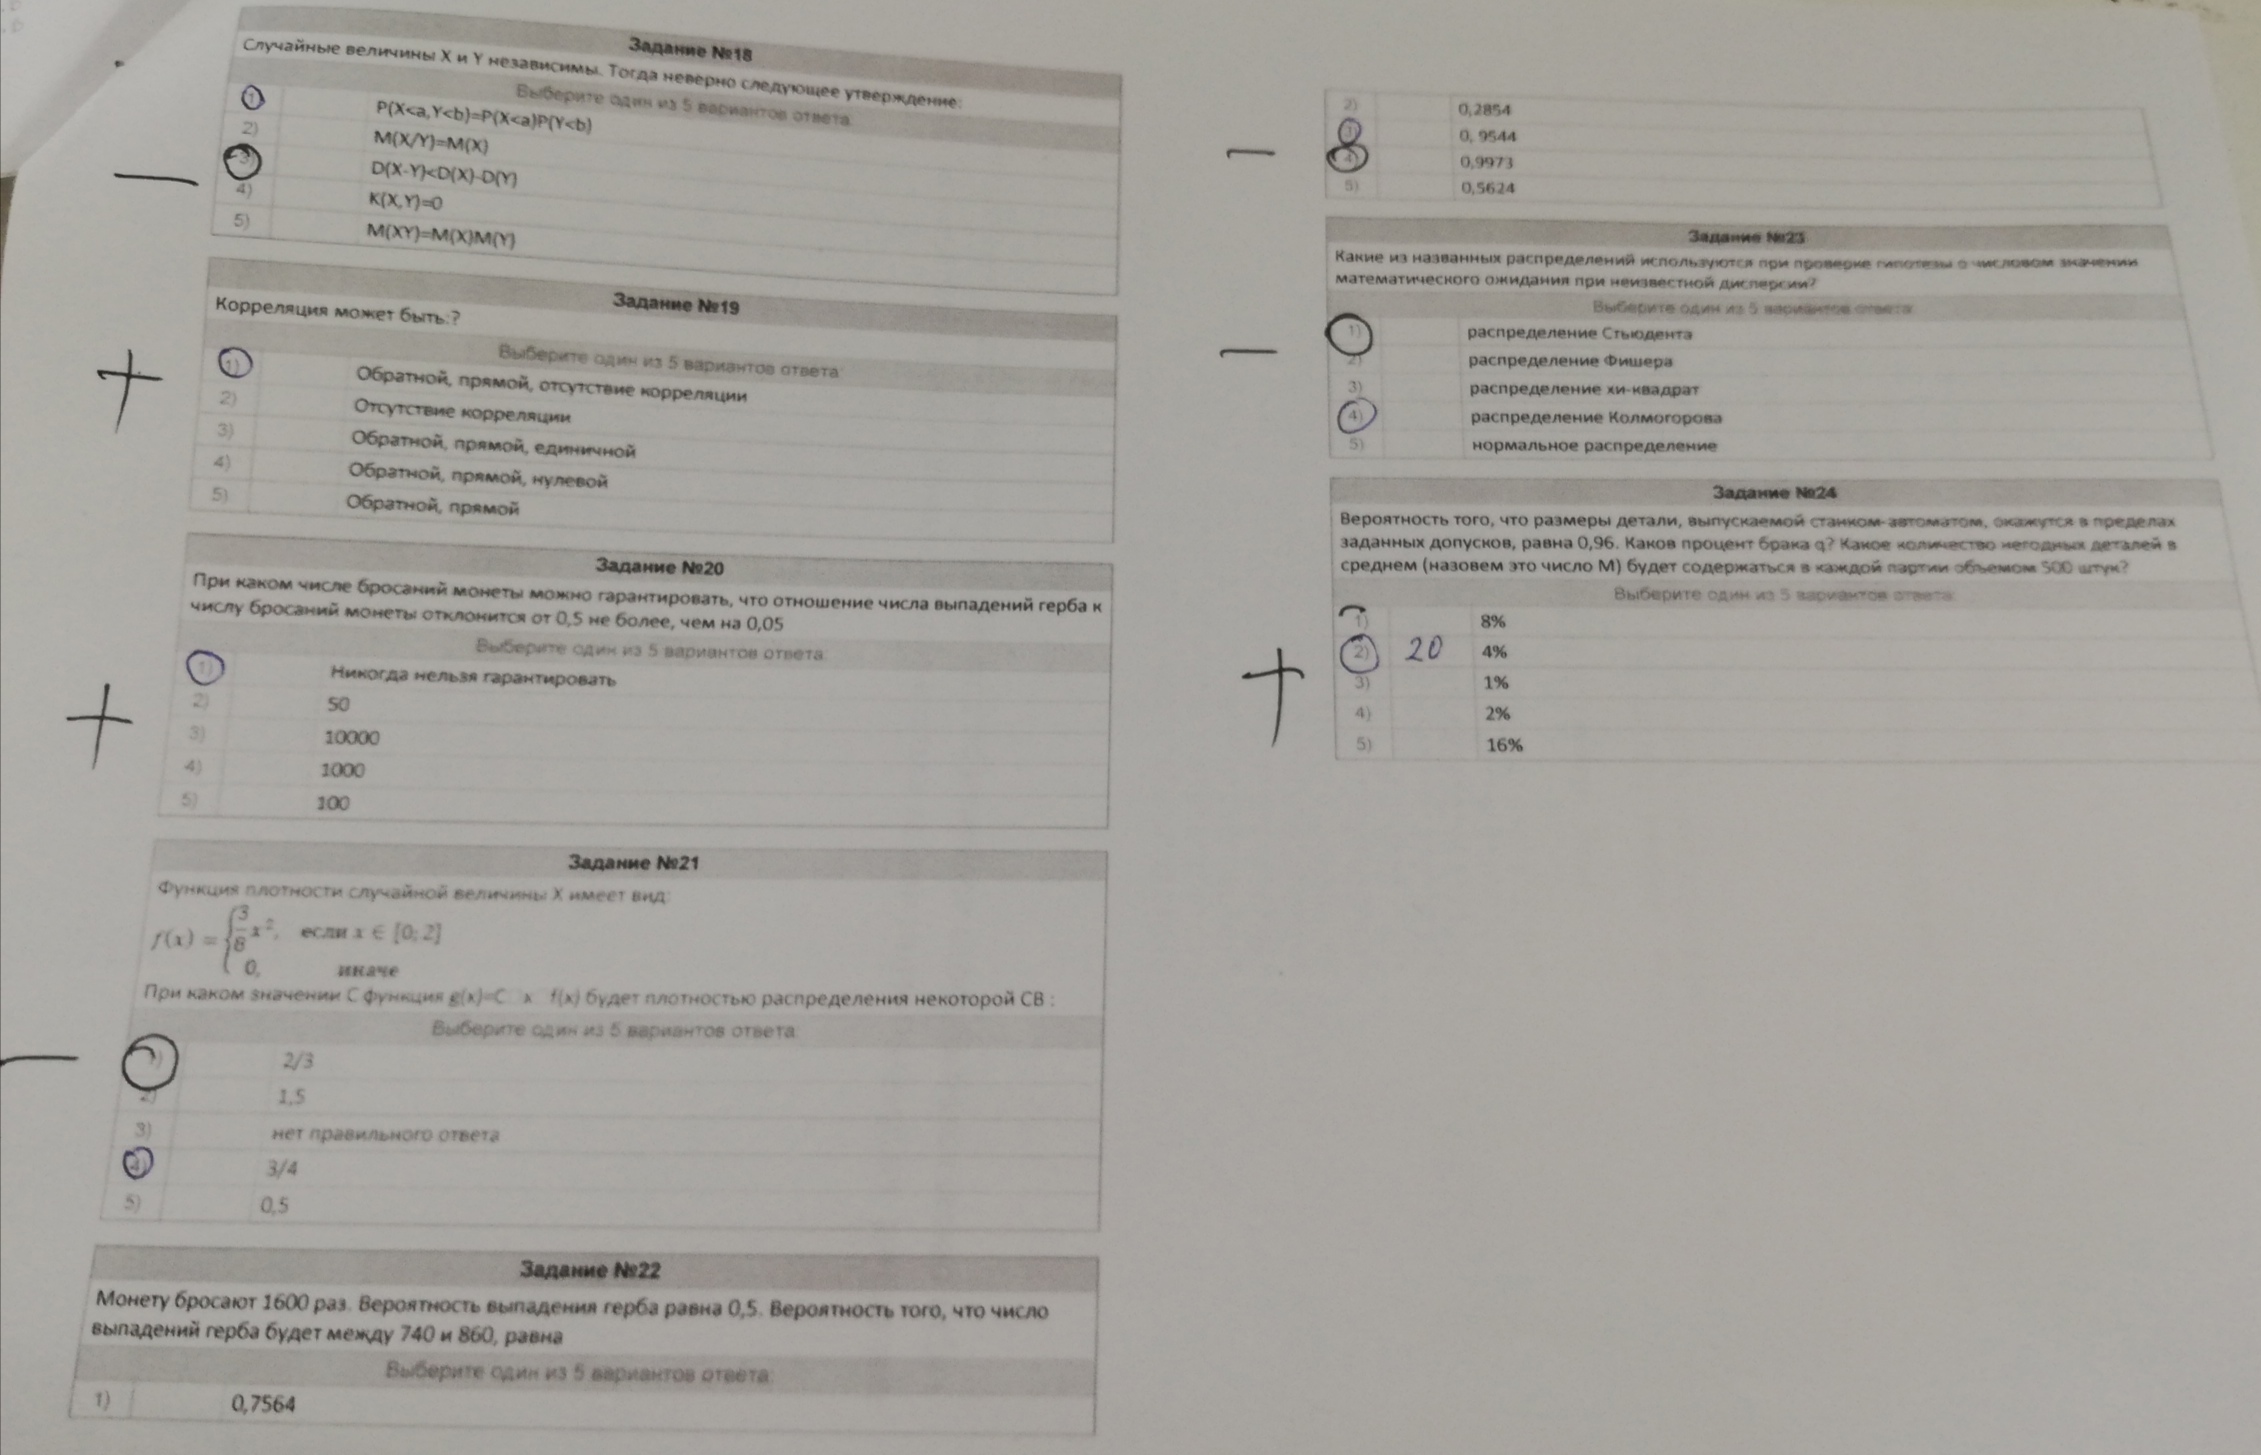 Задание №18
Случайные величины X и Y независимы. Тогда неверно следующее утверждение:
Выберите один из 5 вариантов ответа:
1) P(X<a,Y<b)=P(X<a)P(Y<b)
2) M(X/Y)=M(X)
3) D(X-Y)<D(X)-D(Y)
4) K(X,Y)=0
5) M(XY)=M(X)M(Y)
Задание №19
Корреляция может быть:?
Выберите один из 5 вариантов ответа:
1) Обратной, прямой, отсутствие корреляции
2) Отсутствие корреляции
3) Обратной, прямой, единичной
4) Обратной, прямой, нулевой
5) Обратной, прямой
Задание №20
При каком числе бросаний монеты можно гарантировать, что отношение числа выпадений герба к
числу бросаний монеты отклонится от 0,5 не более, чем на 0,05
Выберите один из 5 вариантов ответа:
1) Никогда нельзя гарантировать
2) 50
3) 10000
4) 1000
5) 100
Задание №21
Функция плотности случайной величины X имеет вид:
f(x) = { 3/8 x², если x ∈ [0; 2]
0, иначе
При каком значении C функция g(x)=C x f(x) будет плотностью распределения некоторой СВ :
Выберите один из 5 вариантов ответа:
1) 2/3
2) 1,5
3) нет правильного ответа
4) 3/4
5) 0,5
Задание №22
Монету бросают 1600 раз. Вероятность выпадения герба равна 0,5. Вероятность того, что число
выпадений герба будет между 740 и 860, равна
Выберите один из 5 вариантов ответа:
1) 0,7564
2) 0,2854
3) 0, 9544
4) 0,9973
5) 0,5624
Задание №23
Какие из названных распределений используются при проверке гипотезы о числовом значении
математического ожидания при неизвестной дисперсии?
Выберите один из 5 вариантов ответа:
1) распределение Стьюдента
2) распределение Фишера
3) распределение хи-квадрат
4) распределение Колмогорова
5) нормальное распределение
Задание №24
Вероятность того, что размеры детали, выпускаемой станком-автоматом, окажутся в пределах
заданных допусков, равна 0,96. Каков процент брака q? Какое количество негодных деталей в
среднем (назовем это число М) будет содержаться в каждой партии объемом 500 штук?
Выберите один из 5 вариантов ответа:
1) 8%
2) 20 4%
3) 1%
4) 2%
5) 16%